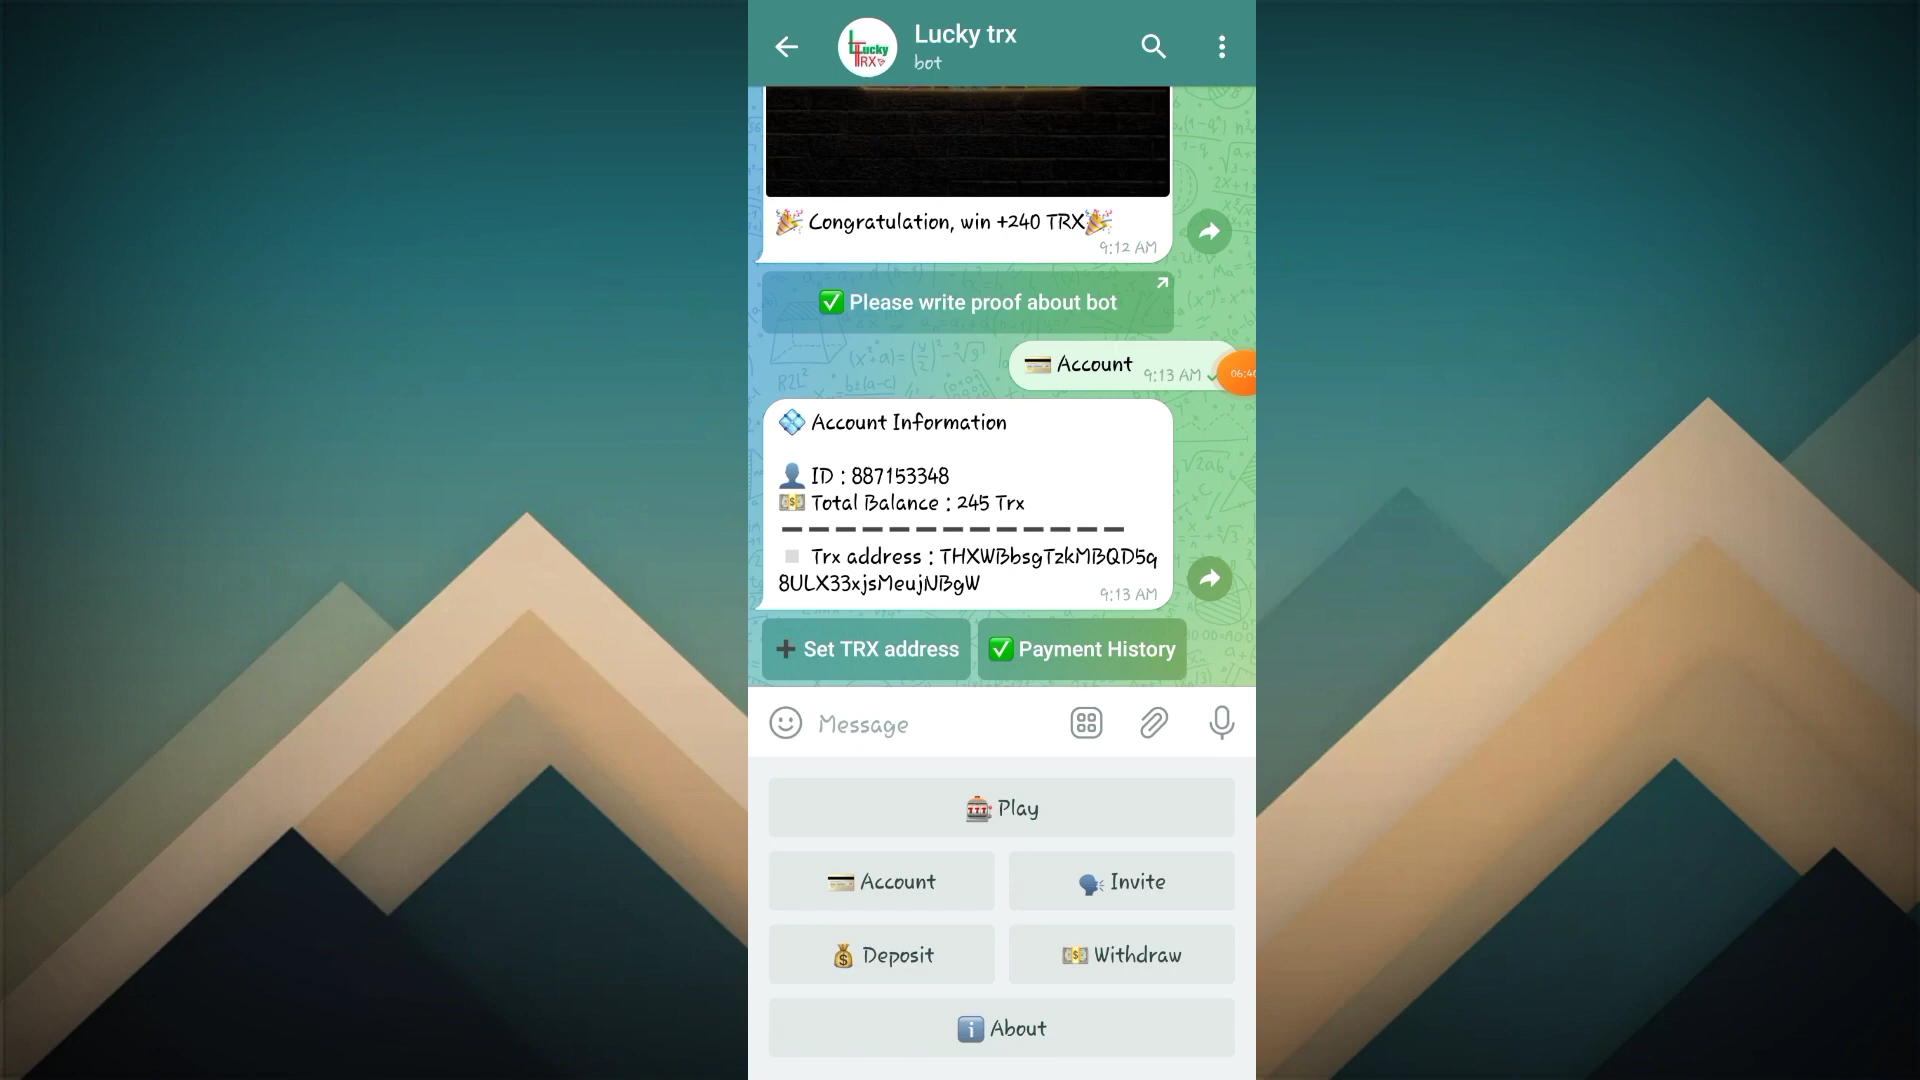 Lucky TRX
Lucky trx
bot
🎉 Congratulation, win +240 TRX🎉
9:12 AM
✅ Please write proof about bot
💳 Account 9:13 AM
💠 Account Information
👤 ID : 887153348
💵 Total Balance : 245 Trx
➖➖➖➖➖➖➖➖➖➖➖➖➖
◽ Trx address : THXWBbsgTzkMBQD5q
8ULX33xjsMeujNBgW
9:13 AM
➕ Set TRX address
✅ Payment History
Message
🎰 Play
💳 Account
🗣 Invite
💰 Deposit
💵 Withdraw
ℹ️ About